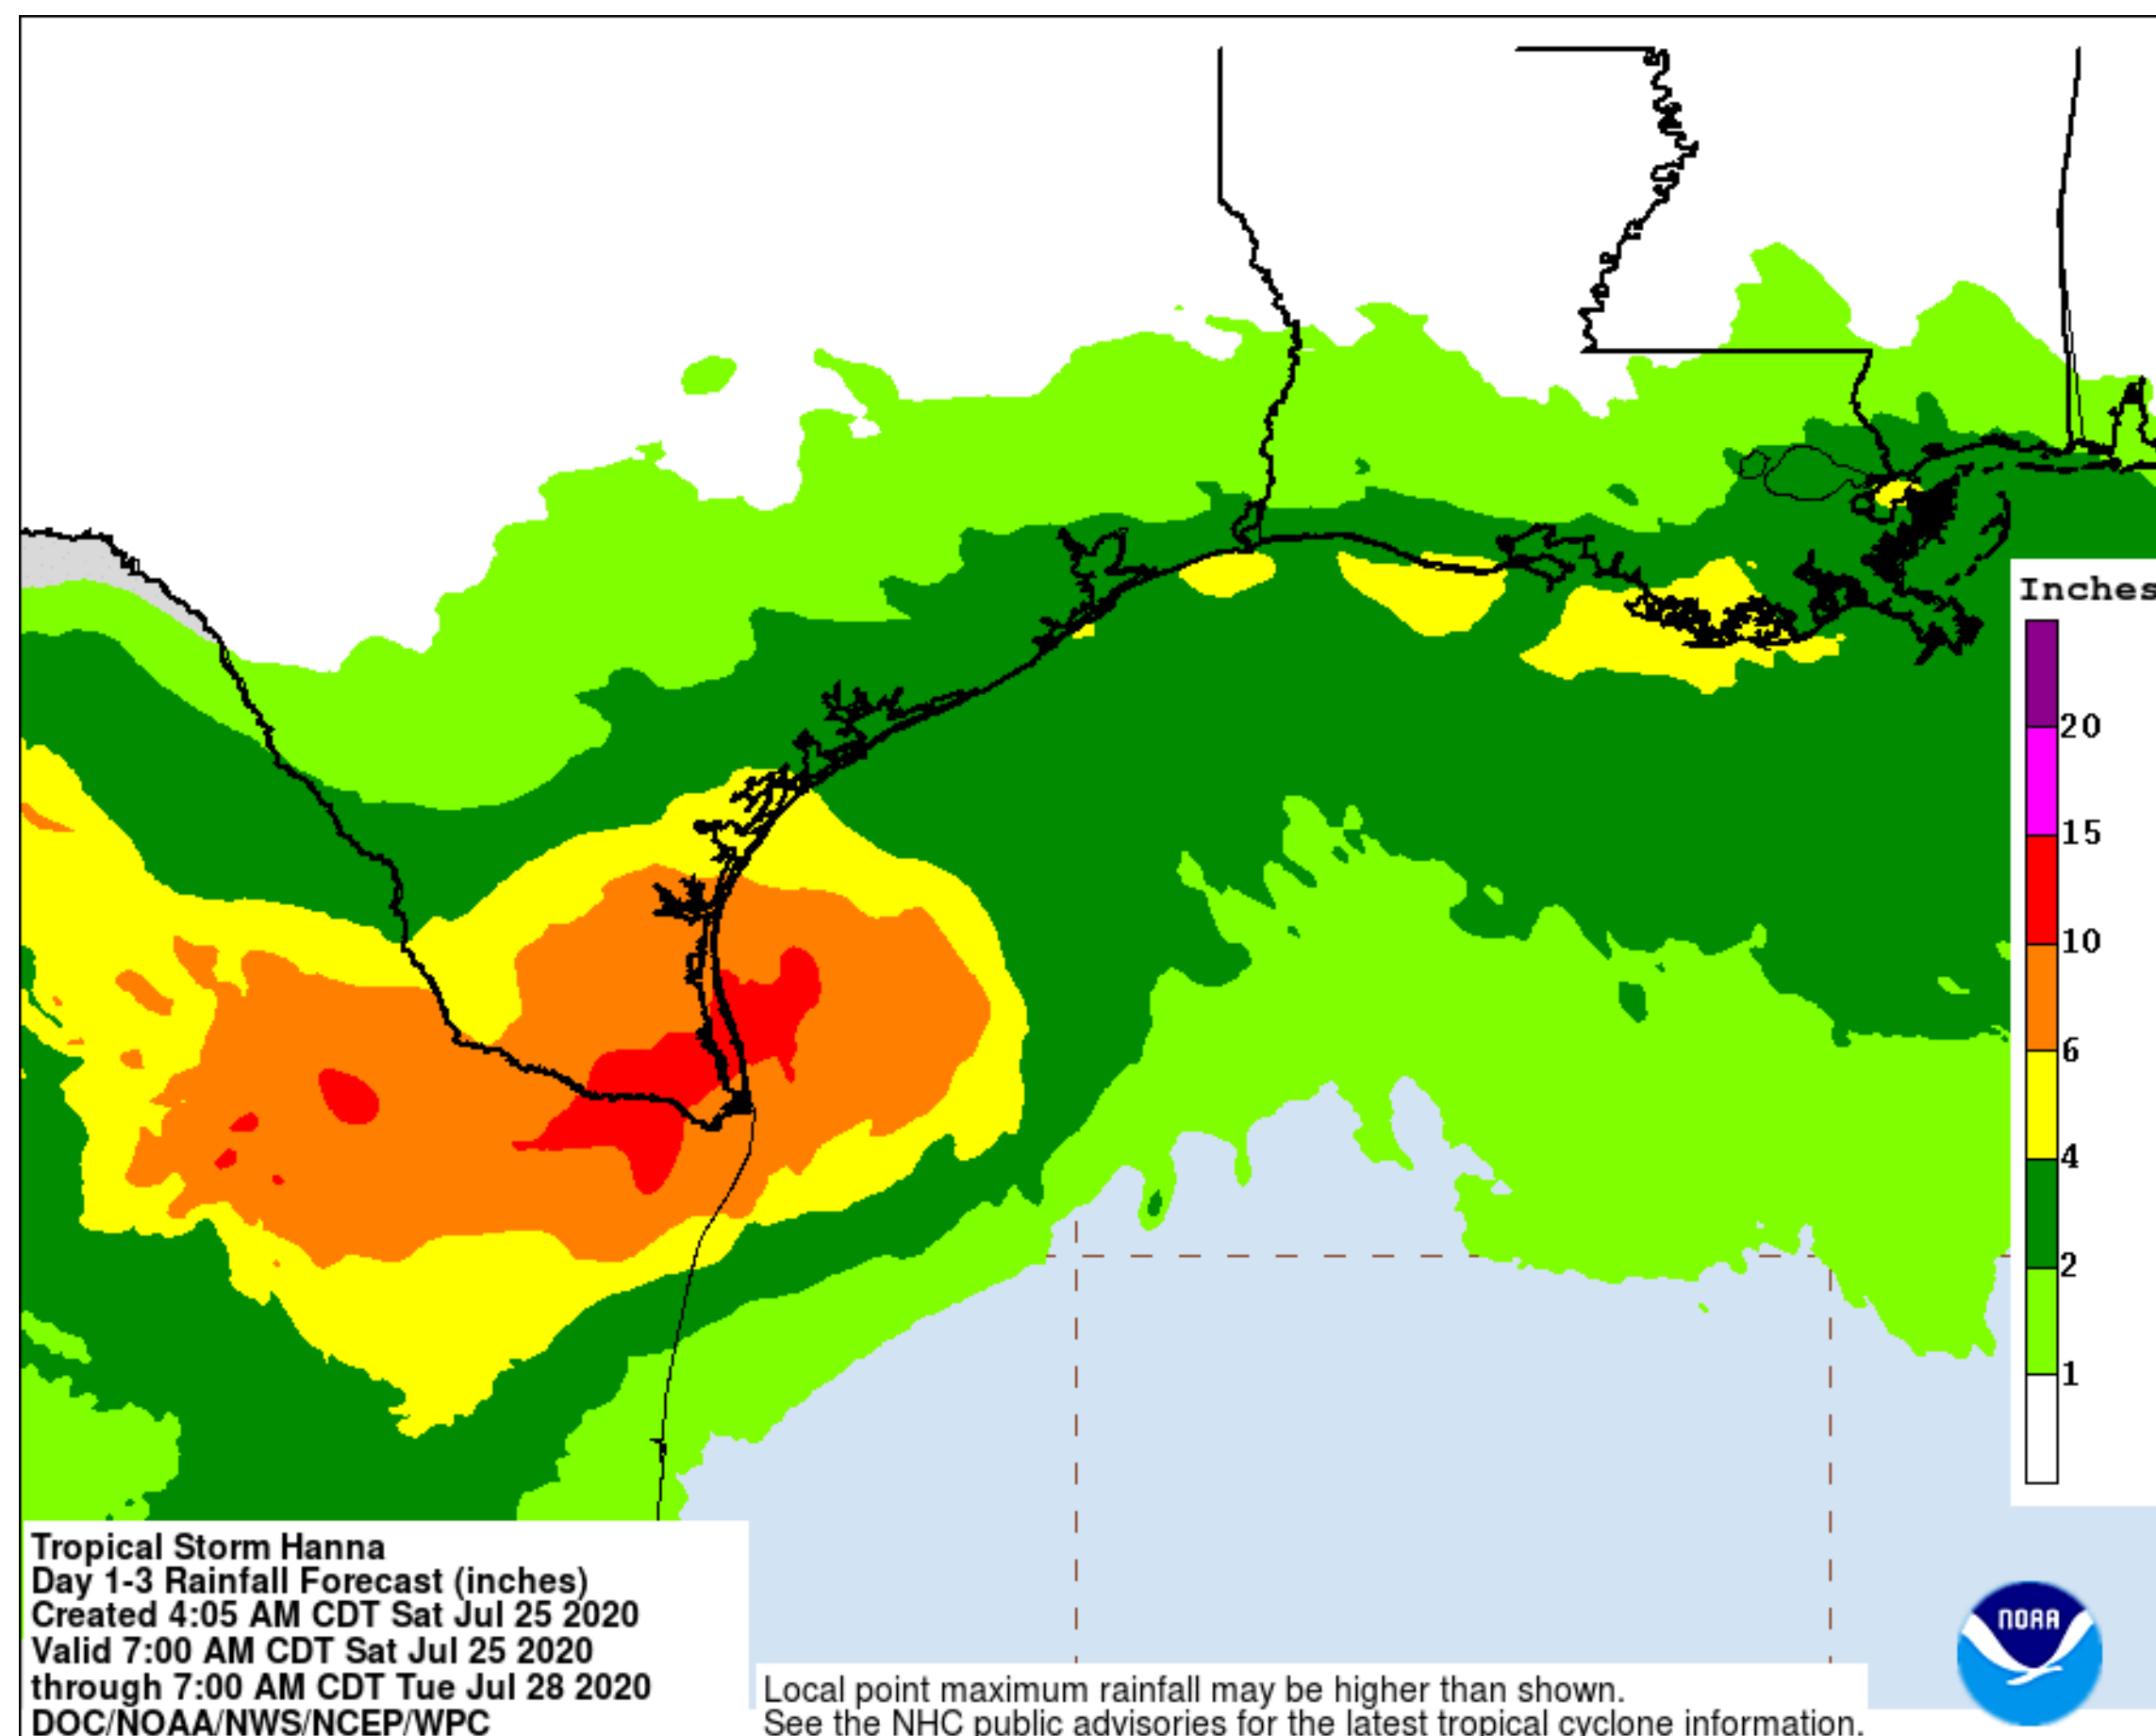 Inches
20
15
10
6
4
2
1
Tropical Storm Hanna
Day 1-3 Rainfall Forecast (inches)
Created 4:05 AM CDT Sat Jul 25 2020
Valid 7:00 AM CDT Sat Jul 25 2020
through 7:00 AM CDT Tue Jul 28 2020
DOC/NOAA/NWS/NCEP/WPC
Local point maximum rainfall may be higher than shown.
See the NHC public advisories for the latest tropical cyclone information.
NOAA